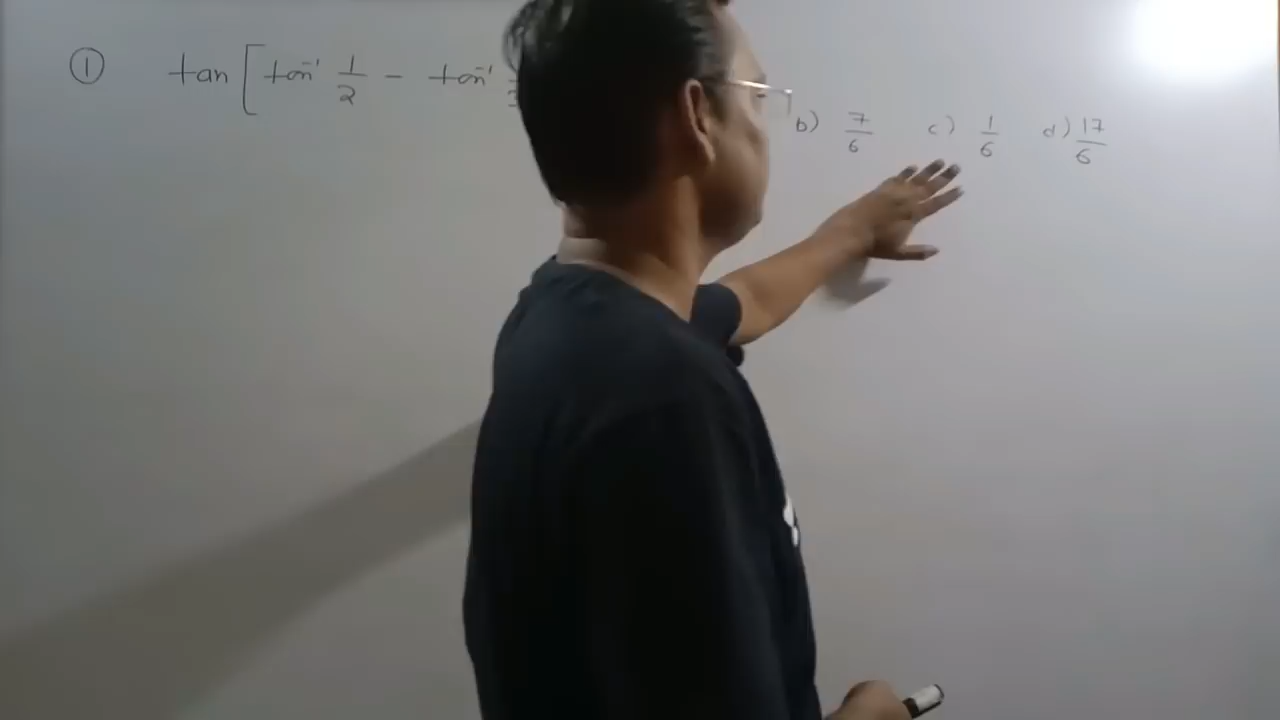 ① tan [ tan⁻¹ 1/2 - tan⁻¹
b) 7/6 c) 1/6 d) 17/6